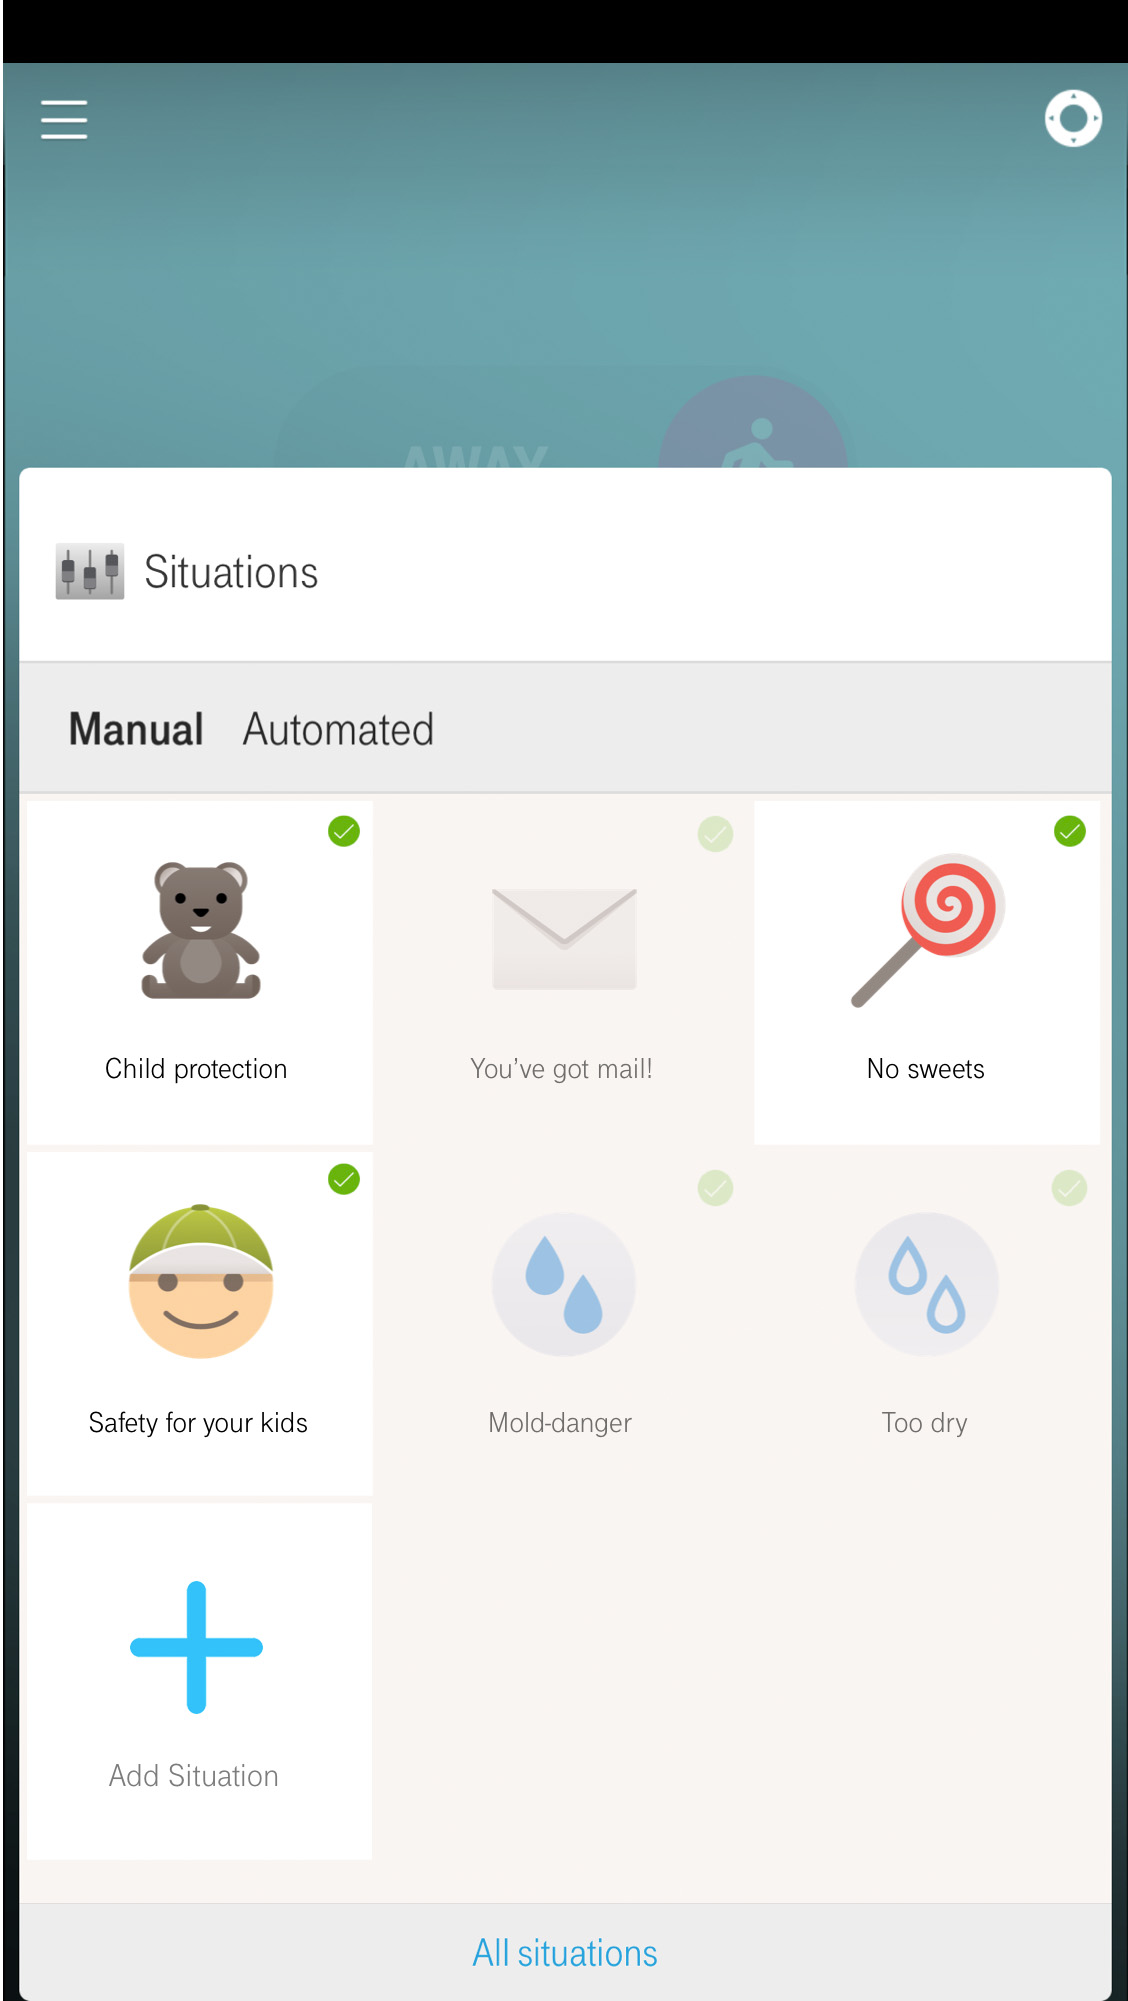 AWAY
Situations
Manual Automated
Child protection
You’ve got mail!
No sweets
Safety for your kids
Mold-danger
Too dry
Add Situation
All situations